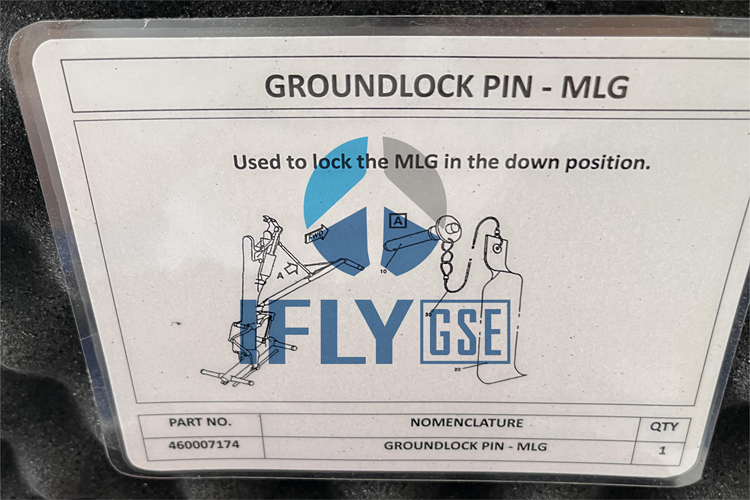 GROUNDLOCK PIN - MLG
Used to lock the MLG in the down position.
FWD
A
A
10
30
20
IFLY GSE
PART NO. NOMENCLATURE QTY
460007174 GROUNDLOCK PIN - MLG 1